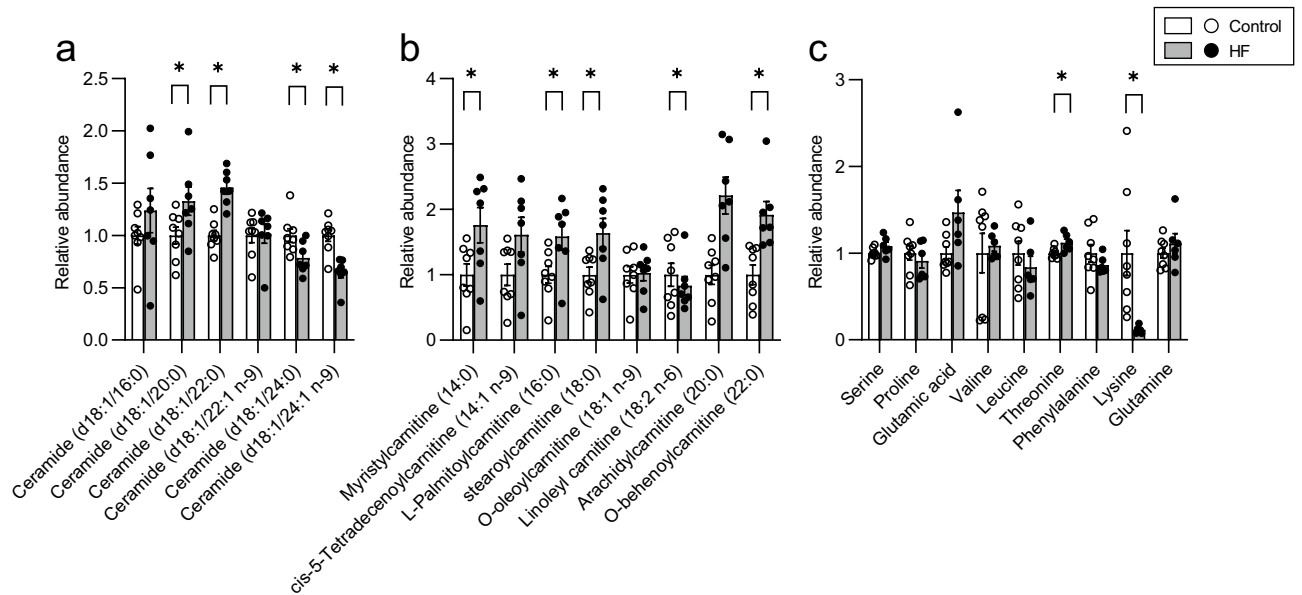 Control
HF
a
b
c
*
*
*
*
*
*
*
*
*
*
*
Relative abundance
2.5
2.0
1.5
1.0
0.5
0.0
Ceramide (d18:1/16:0)
Ceramide (d18:1/20:0)
Ceramide (d18:1/22:0)
Ceramide (d18:1/22:1 n-9)
Ceramide (d18:1/24:0)
Ceramide (d18:1/24:1 n-9)
Relative abundance
4
3
2
1
0
Myristylcarnitine (14:0)
cis-5-Tetradecenoylcarnitine (14:1 n-9)
L-Palmitoylcarnitine (16:0)
stearoylcarnitine (18:0)
O-oleoylcarnitine (18:1 n-9)
Linoleyl carnitine (18:2 n-6)
Arachidylcarnitine (20:0)
O-behenoylcarnitine (22:0)
Relative abundance
3
2
1
0
Serine
Proline
Glutamic acid
Valine
Leucine
Threonine
Phenylalanine
Lysine
Glutamine